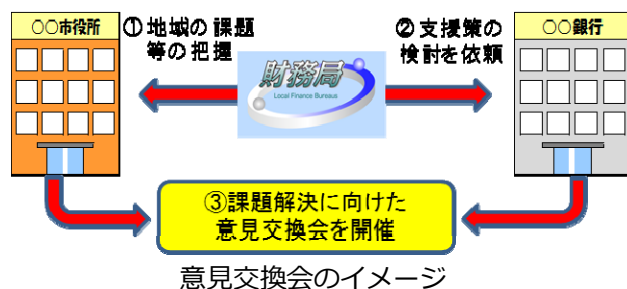 〇〇市役所
①地域の課題
等の把握
財務局
Local Finance Bureaus
②支援策の
検討を依頼
〇〇銀行
③課題解決に向けた
意見交換会を開催
意見交換会のイメージ